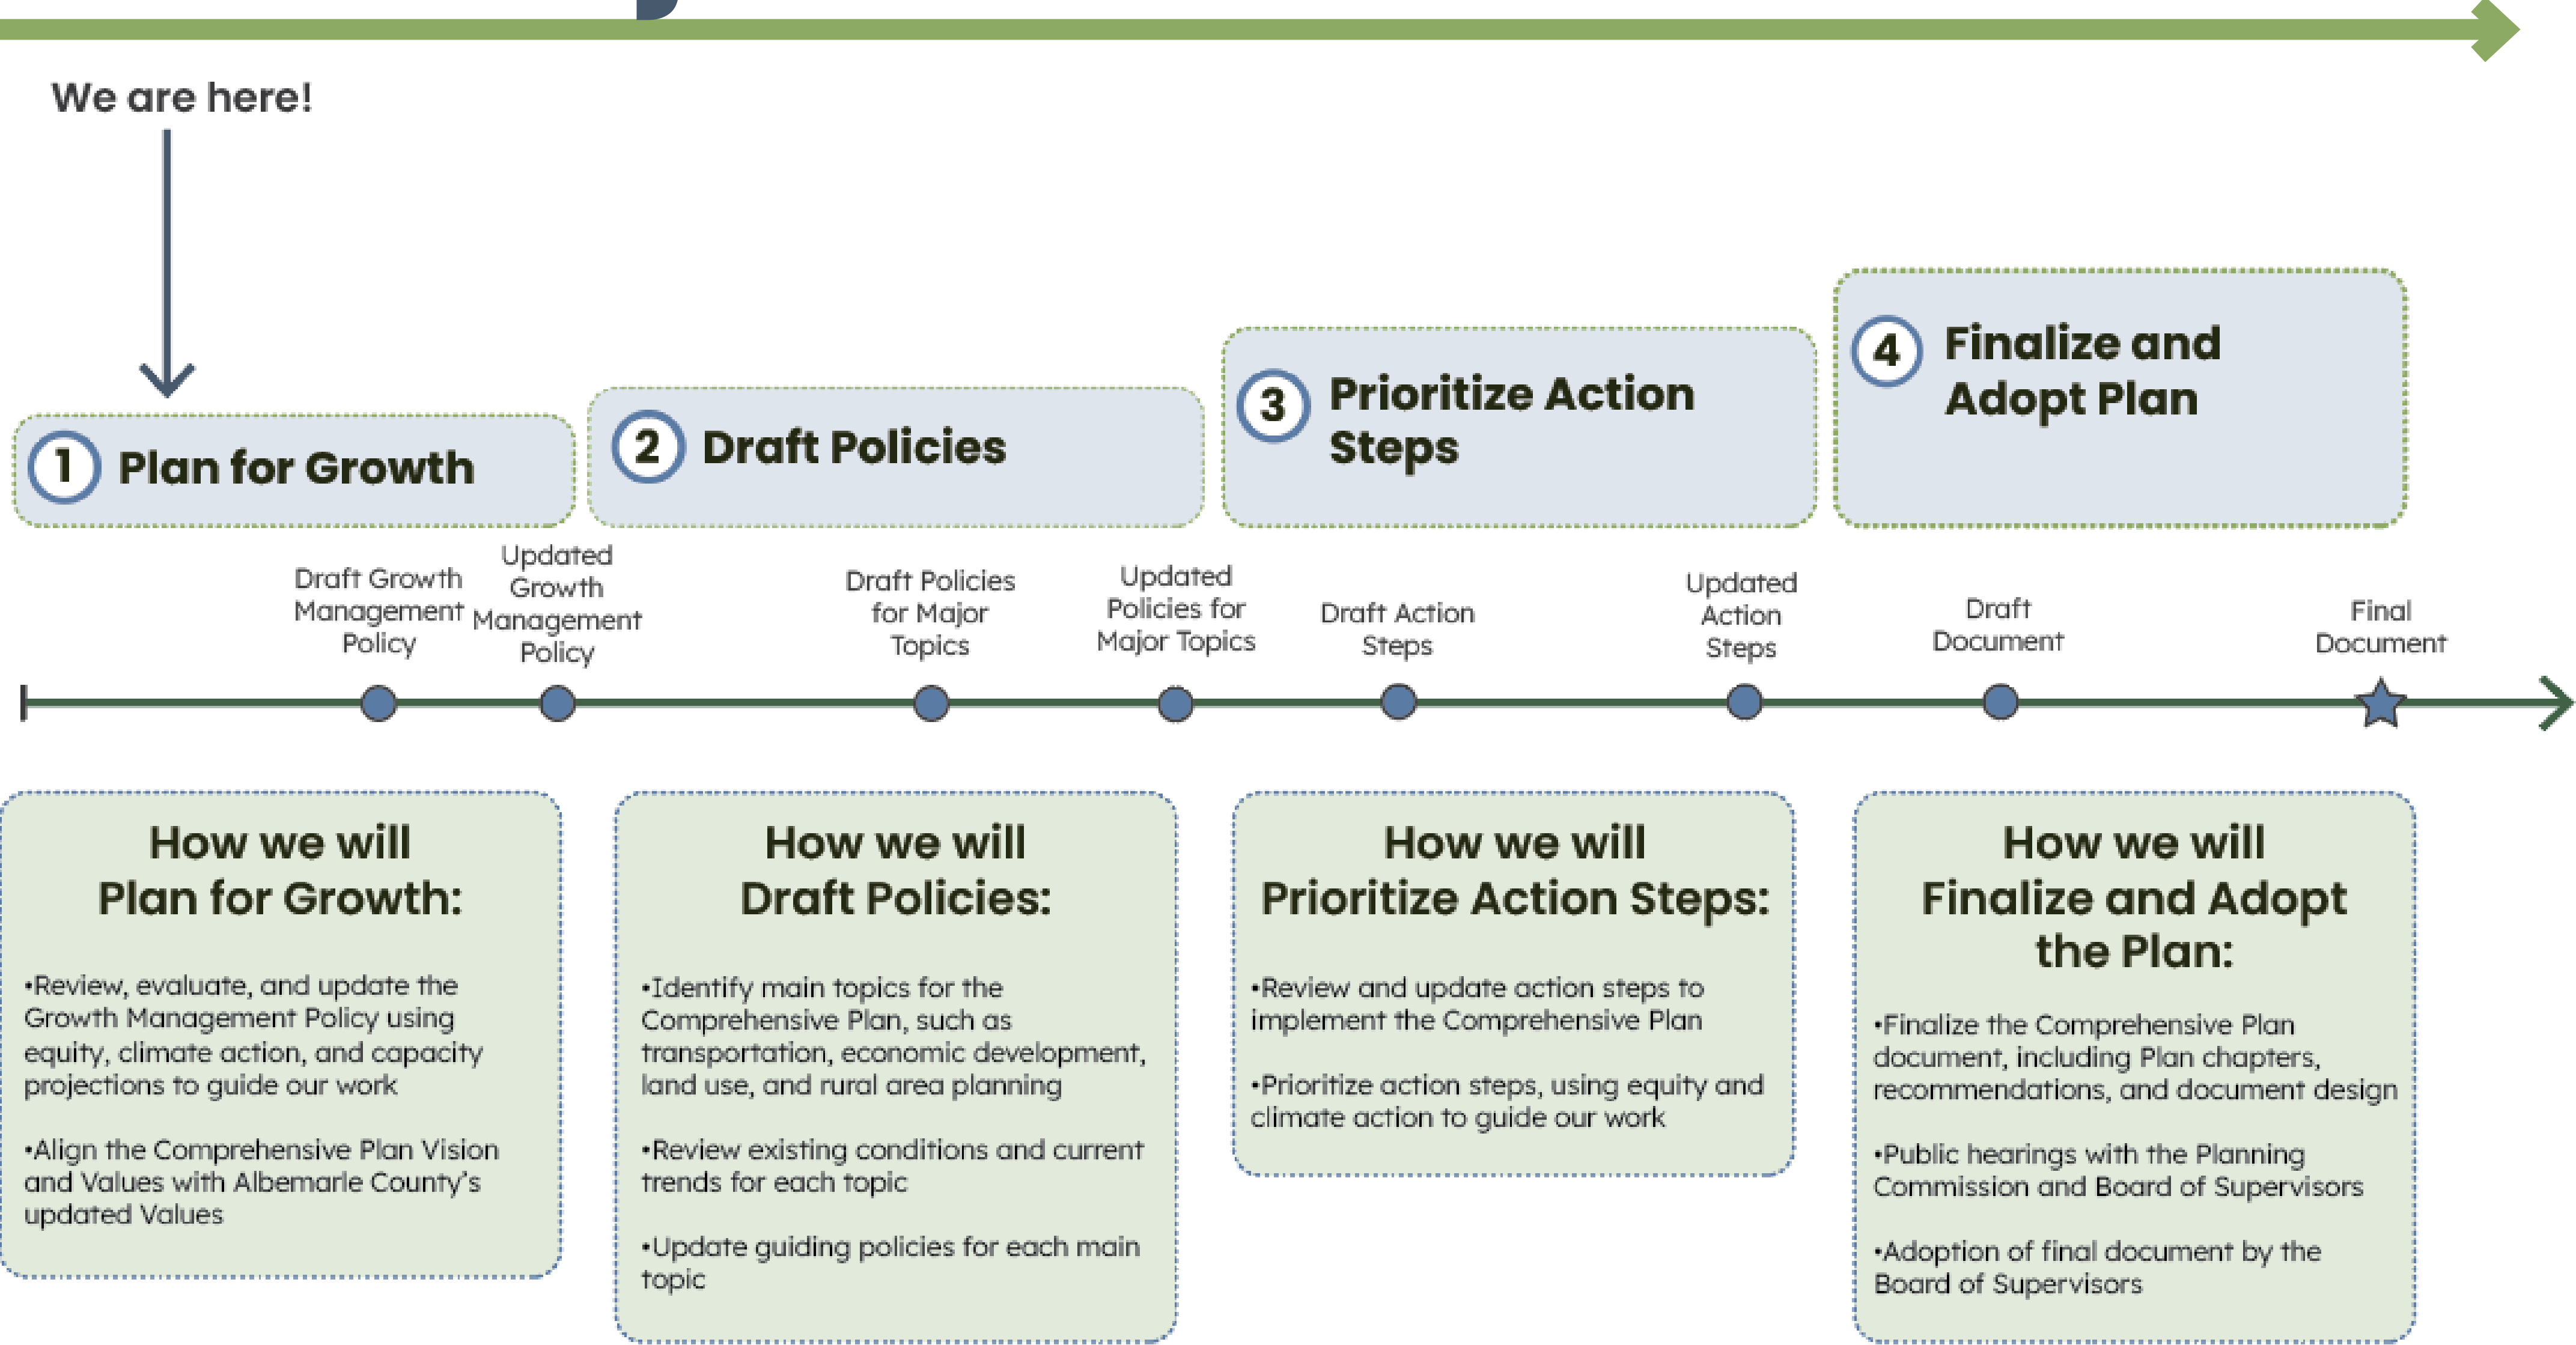 We are here!
1 Plan for Growth
2 Draft Policies
3 Prioritize Action
Steps
4 Finalize and
Adopt Plan
Draft Growth
Management
Policy
Updated
Growth
Management
Policy
Draft Policies
for Major
Topics
Updated
Policies for
Major Topics
Draft Action
Steps
Updated
Action
Steps
Draft
Document
Final
Document
How we will
Plan for Growth:
•Review, evaluate, and update the
Growth Management Policy using
equity, climate action, and capacity
projections to guide our work
•Align the Comprehensive Plan Vision
and Values with Albemarle County's
updated Values
How we will
Draft Policies:
•Identify main topics for the
Comprehensive Plan, such as
transportation, economic development,
land use, and rural area planning
•Review existing conditions and current
trends for each topic
•Update guiding policies for each main
topic
How we will
Prioritize Action Steps:
•Review and update action steps to
implement the Comprehensive Plan
•Prioritize action steps, using equity and
climate action to guide our work
How we will
Finalize and Adopt
the Plan:
•Finalize the Comprehensive Plan
document, including Plan chapters,
recommendations, and document design
•Public hearings with the Planning
Commission and Board of Supervisors
•Adoption of final document by the
Board of Supervisors